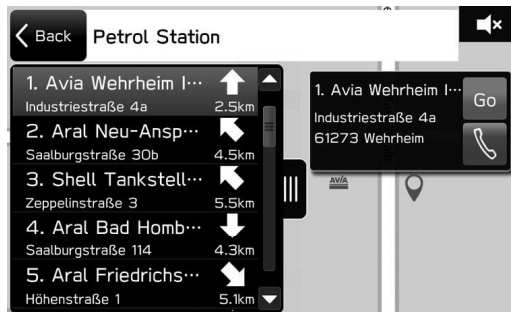 Back
Petrol Station
1. Avia Wehrheim I···
Industriestraße 4a 2.5km
2. Aral Neu-Ansp···
Saalburgstraße 30b 4.5km
3. Shell Tankstell···
Zeppelinstraße 3 5.5km
4. Aral Bad Homb···
Saalburgstraße 114 4.3km
5. Aral Friedrichs···
Höhenstraße 1 5.1km
1. Avia Wehrheim I···
Industriestraße 4a
61273 Wehrheim
Go
AVIA